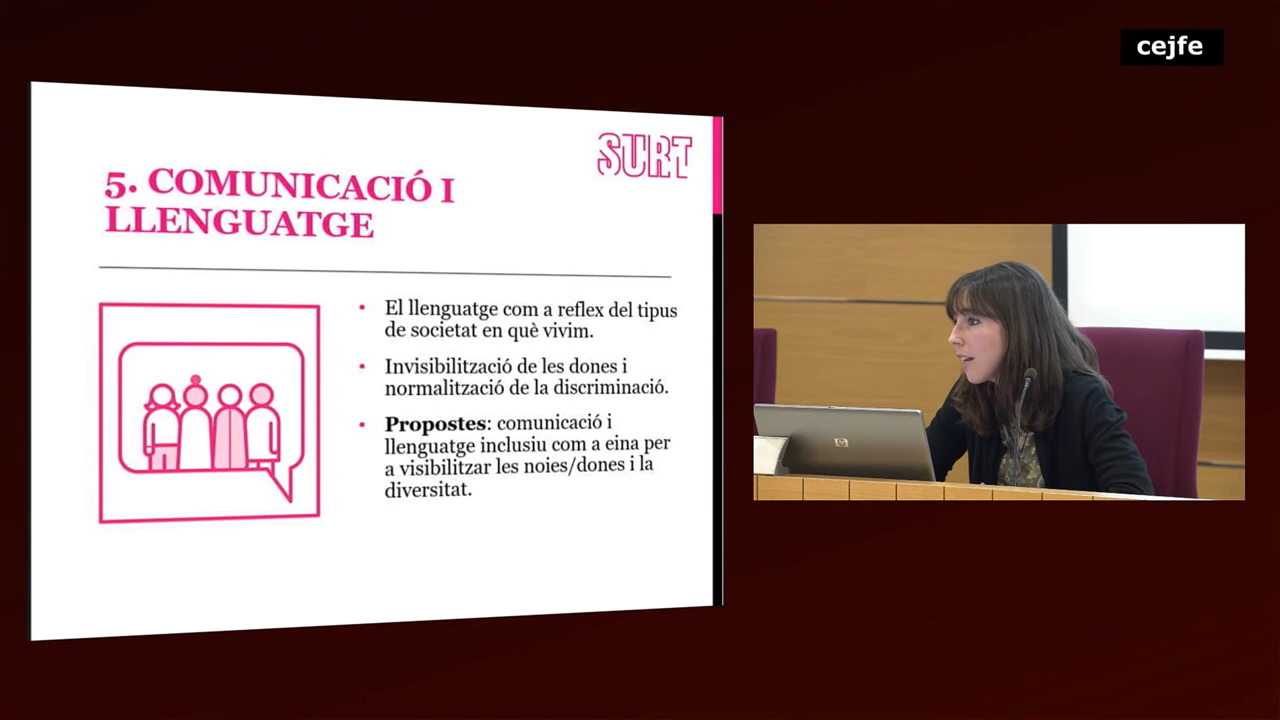 cejfe
SURT
5. COMUNICACIÓ I
LLENGUATGE
• El llenguatge com a reflex del tipus
de societat en què vivim.
• Invisibilització de les dones i
normalització de la discriminació.
• Propostes: comunicació i
llenguatge inclusiu com a eina per
a visibilitzar les noies/dones i la
diversitat.
hp